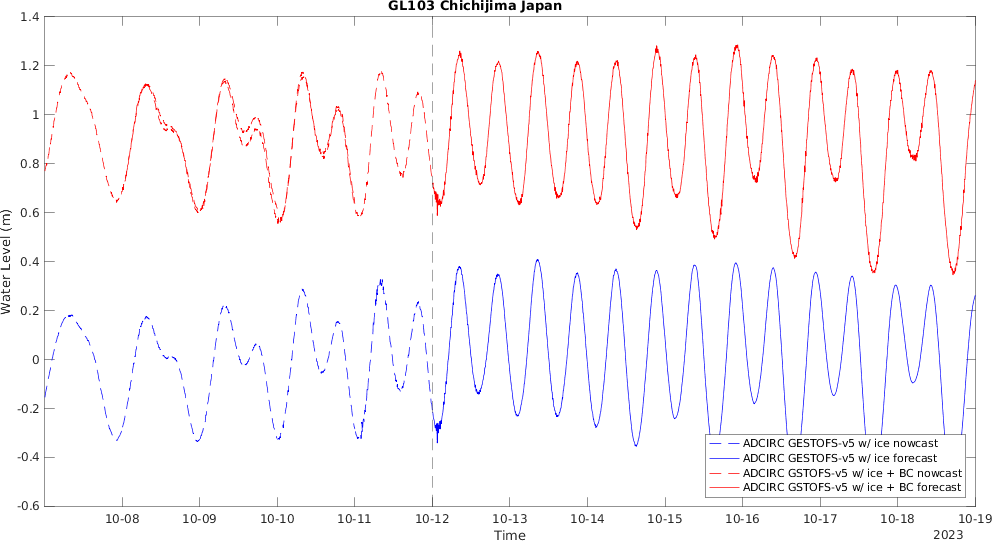 GL103 Chichijima Japan
1.4
1.2
1
0.8
0.6
0.4
0.2
0
-0.2
-0.4
-0.6
Water Level (m)
10-08 10-09 10-10 10-11 10-12 10-13 10-14 10-15 10-16 10-17 10-18 10-19
Time
2023
ADCIRC GESTOFS-v5 w/ ice nowcast
ADCIRC GESTOFS-v5 w/ ice forecast
ADCIRC GSTOFS-v5 w/ ice + BC nowcast
ADCIRC GSTOFS-v5 w/ ice + BC forecast